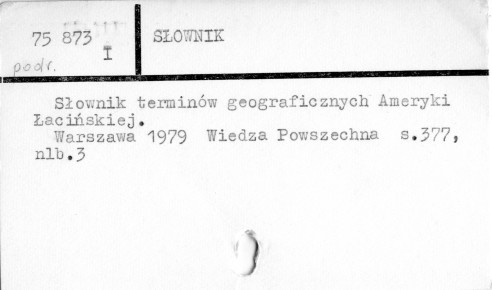 75 873 I
SŁOWNIK
podr.
Słownik terminów geograficznych Ameryki
Łacińskiej.
Warszawa 1979 Wiedza Powszechna s.377,
nlb.3